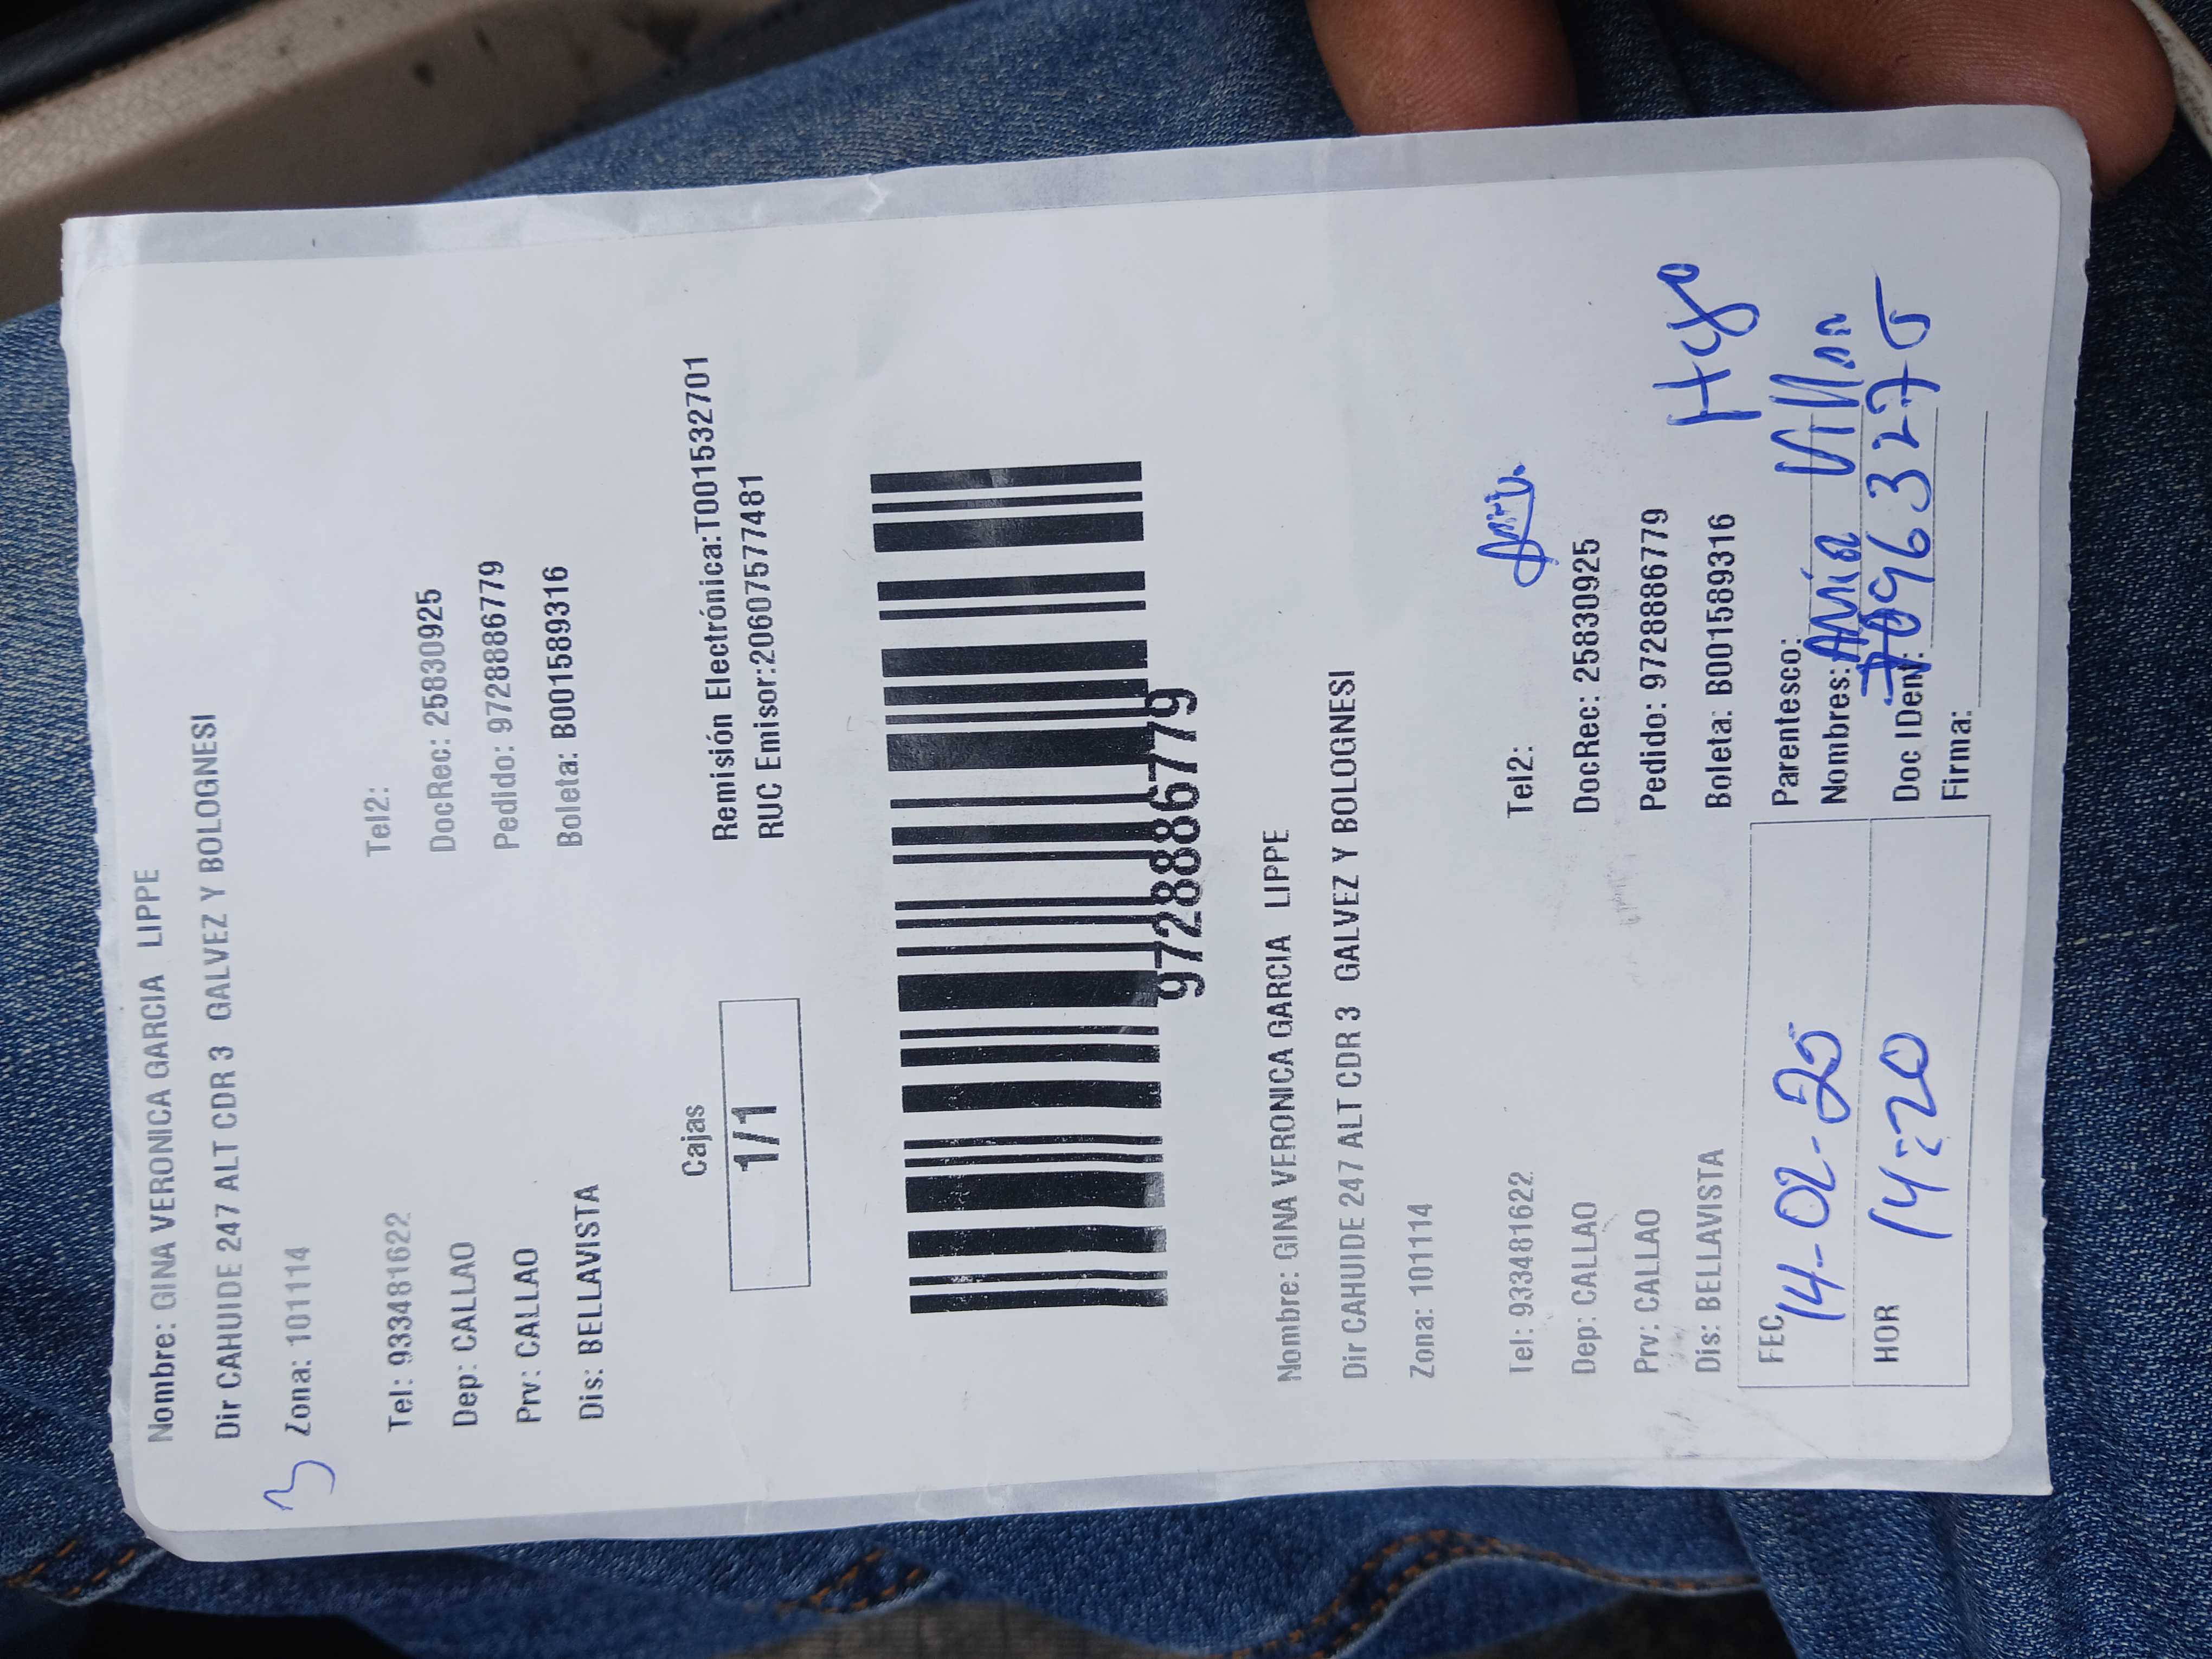 Nombre: GINA VERONICA GARCIA LIPPE
Dir CAHUIDE 247 ALT CDR 3 GALVEZ Y BOLOGNESI
Zona: 101114
Tel: 933481622 Tel2:
Dep: CALLAO DocRec: 25830925
Prv: CALLAO Pedido: 9728886779
Dis: BELLAVISTA Boleta: B001589316
Cajas
1/1
Remisión Electrónica:T001532701
RUC Emisor:20607577481
9728886779
Nombre: GINA VERONICA GARCIA LIPPE
Dir CAHUIDE 247 ALT CDR 3 GALVEZ Y BOLOGNESI
Zona: 101114
Tel: 933481622 Tel2:
Dep: CALLAO DocRec: 25830925
Prv: CALLAO Pedido: 9728886779
Dis: BELLAVISTA Boleta: B001589316
FEC 14-02-25
HOR 14:20
Parentesco:
Nombres:
Doc IDen:
Firma: